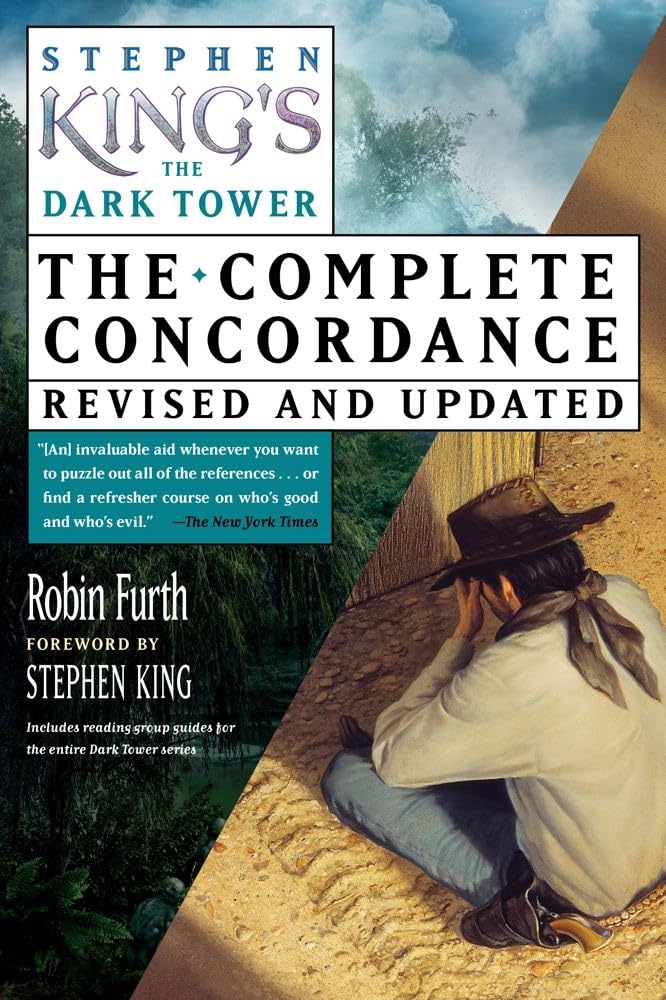 STEPHEN
KING'S
THE
DARK TOWER
THE ✦ COMPLETE
CONCORDANCE
REVISED AND UPDATED
"[An] invaluable aid whenever you want
to puzzle out all of the references . . . or
find a refresher course on who's good
and who's evil." —The New York Times
Robin Furth
FOREWORD BY
STEPHEN KING
Includes reading group guides for
the entire Dark Tower series